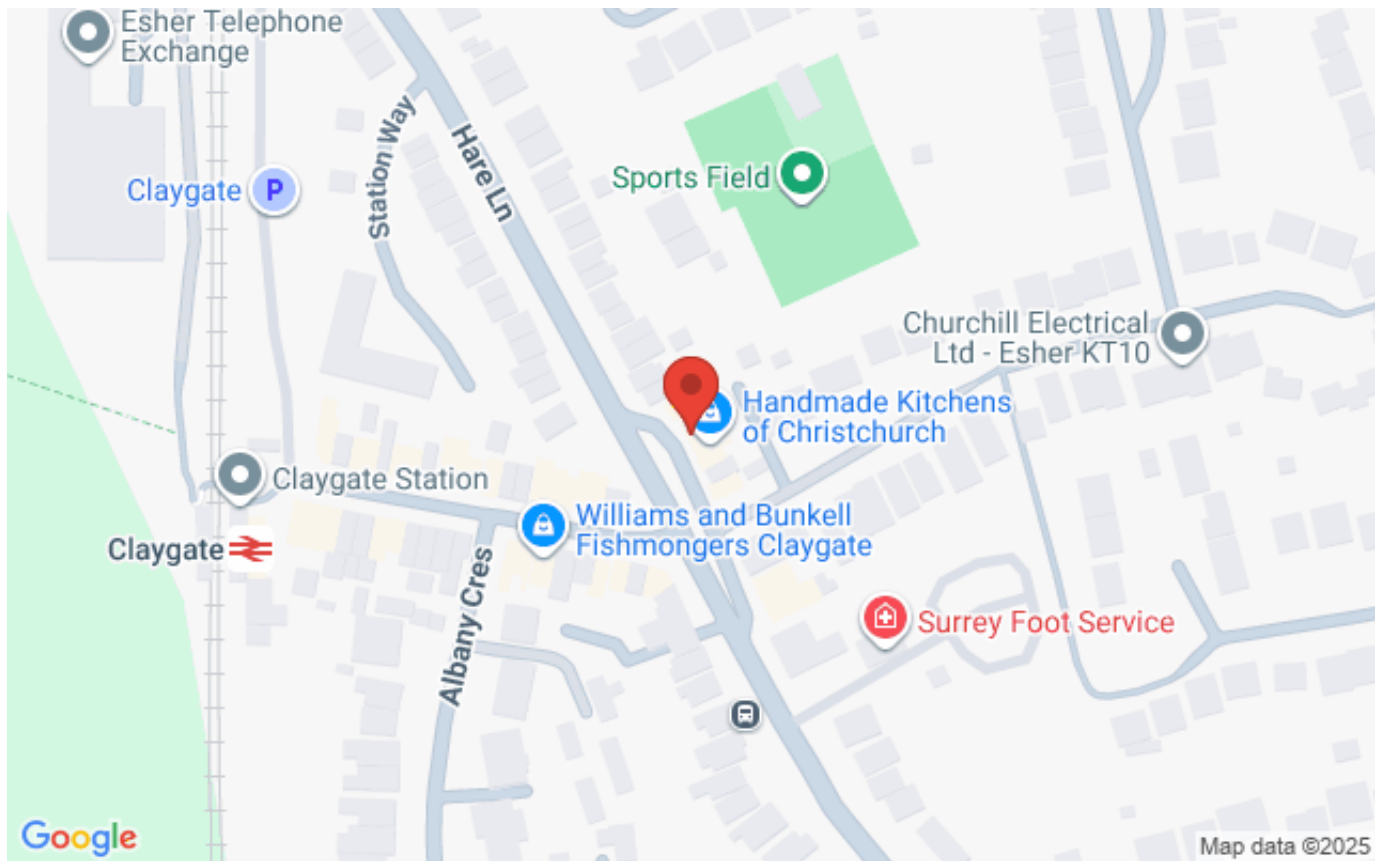 Esher Telephone
Exchange
Station Way
Hare Ln
Claygate
P
Sports Field
Churchill Electrical
Ltd - Esher KT10
Handmade Kitchens
of Christchurch
Claygate Station
Williams and Bunkell
Fishmongers Claygate
Claygate
Albany Cres
Surrey Foot Service
Google
Map data ©2025